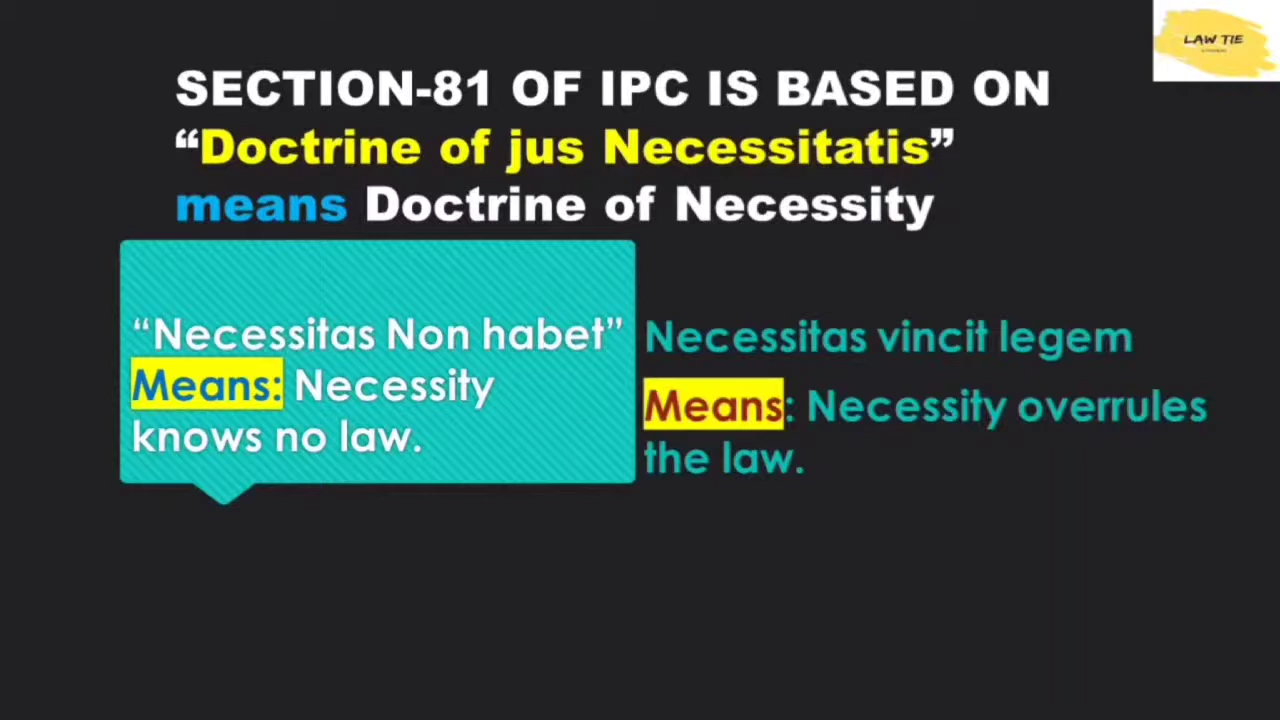 LAW TIE
SECTION-81 OF IPC IS BASED ON
“Doctrine of jus Necessitatis”
means Doctrine of Necessity
“Necessitas Non habet”
Means: Necessity
knows no law.
Necessitas vincit legem
Means: Necessity overrules
the law.